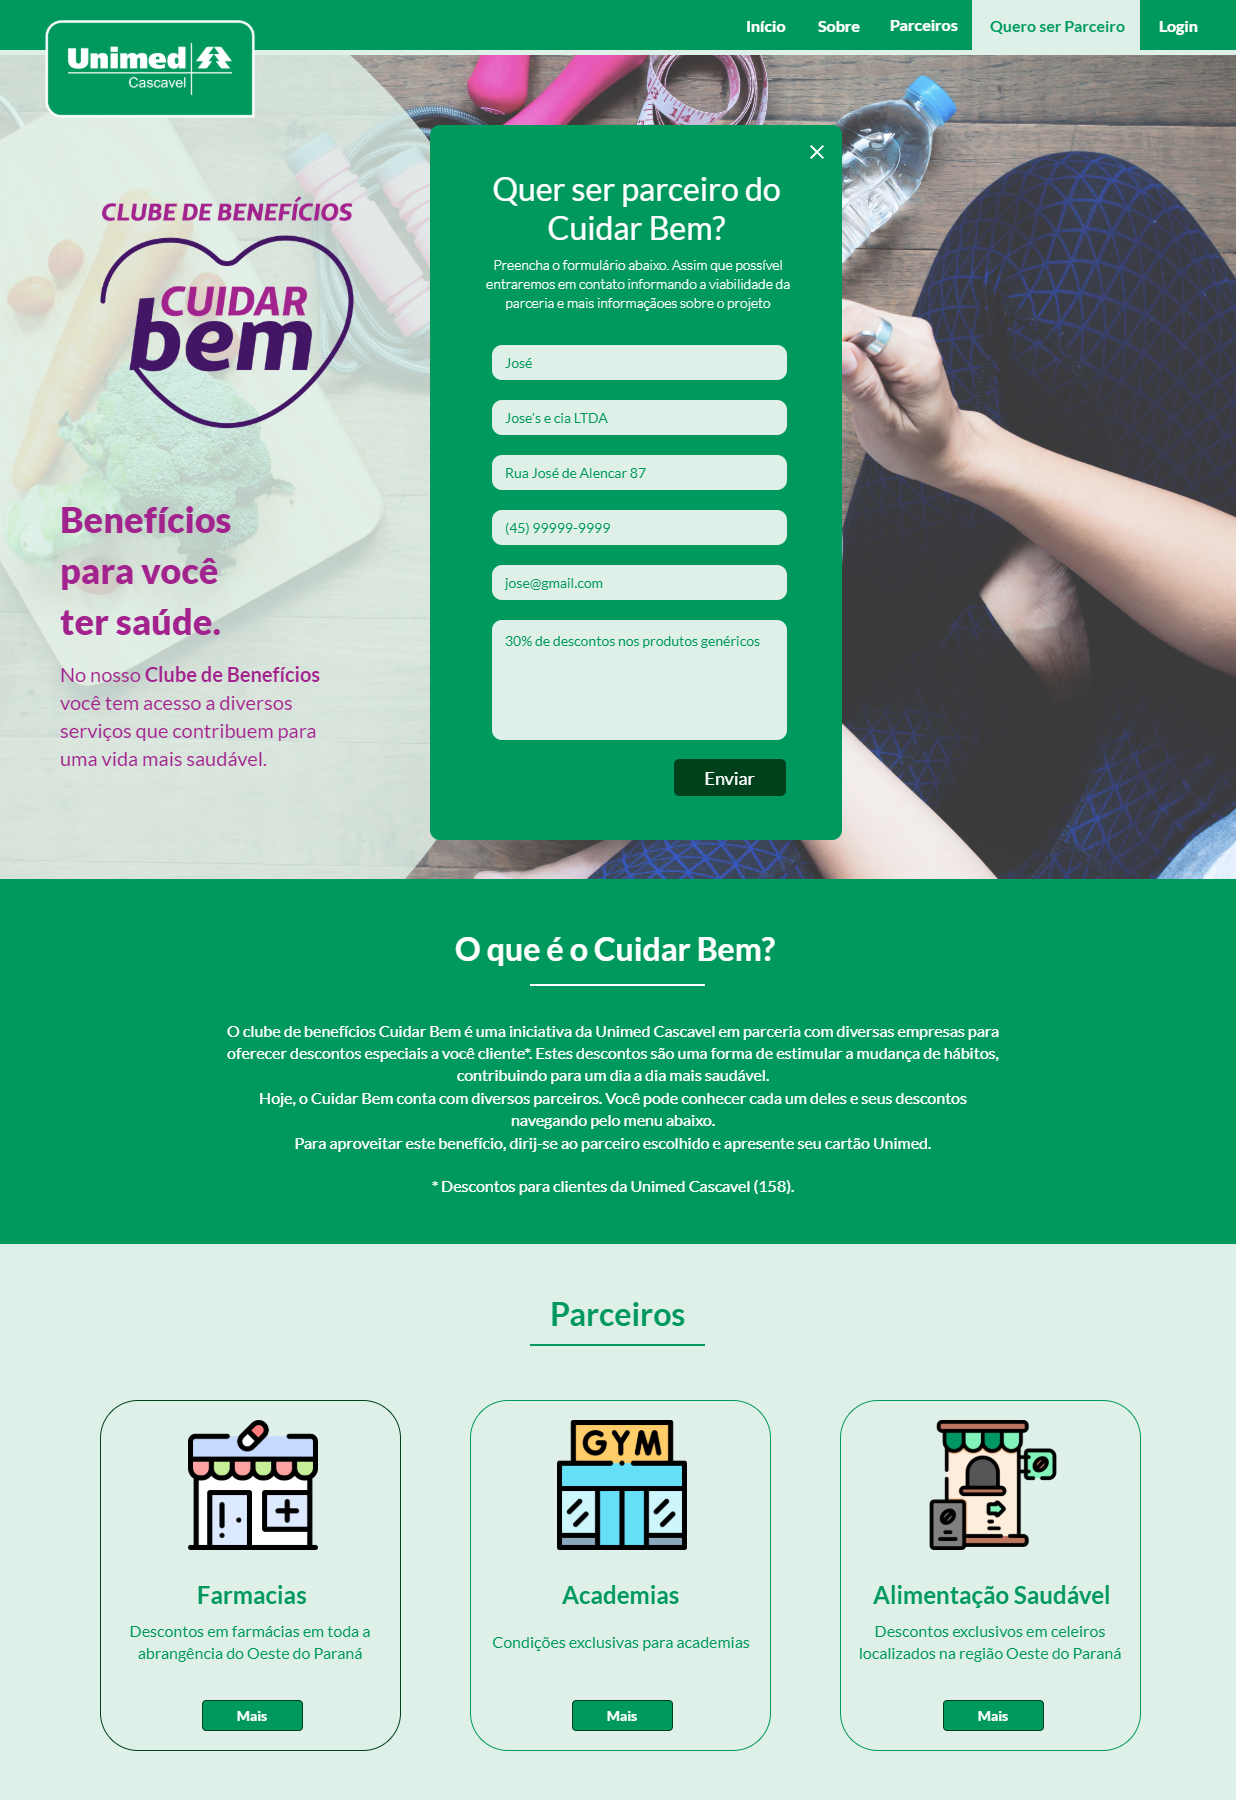 Início
Sobre
Parceiros
Quero ser Parceiro
Login
Unimed
Cascavel
CLUBE DE BENEFÍCIOS
CUIDAR
bem
Benefícios
para você
ter saúde.
No nosso Clube de Benefícios
você tem acesso a diversos
serviços que contribuem para
uma vida mais saudável.
Quer ser parceiro do
Cuidar Bem?
Preencha o formulário abaixo. Assim que possível
entraremos em contato informando a viabilidade da
parceria e mais informaçãoes sobre o projeto
José
Jose's e cia LTDA
Rua José de Alencar 87
(45) 99999-9999
jose@gmail.com
30% de descontos nos produtos genéricos
Enviar
O que é o Cuidar Bem?
O clube de benefícios Cuidar Bem é uma iniciativa da Unimed Cascavel em parceria com diversas empresas para
oferecer descontos especiais a você cliente*. Estes descontos são uma forma de estimular a mudança de hábitos,
contribuindo para um dia a dia mais saudável.
Hoje, o Cuidar Bem conta com diversos parceiros. Você pode conhecer cada um deles e seus descontos
navegando pelo menu abaixo.
Para aproveitar este benefício, dirij-se ao parceiro escolhido e apresente seu cartão Unimed.
* Descontos para clientes da Unimed Cascavel (158).
Parceiros
Farmacias
Descontos em farmácias em toda a
abrangência do Oeste do Paraná
Mais
GYM
Academias
Condições exclusivas para academias
Mais
Alimentação Saudável
Descontos exclusivos em celeiros
localizados na região Oeste do Paraná
Mais